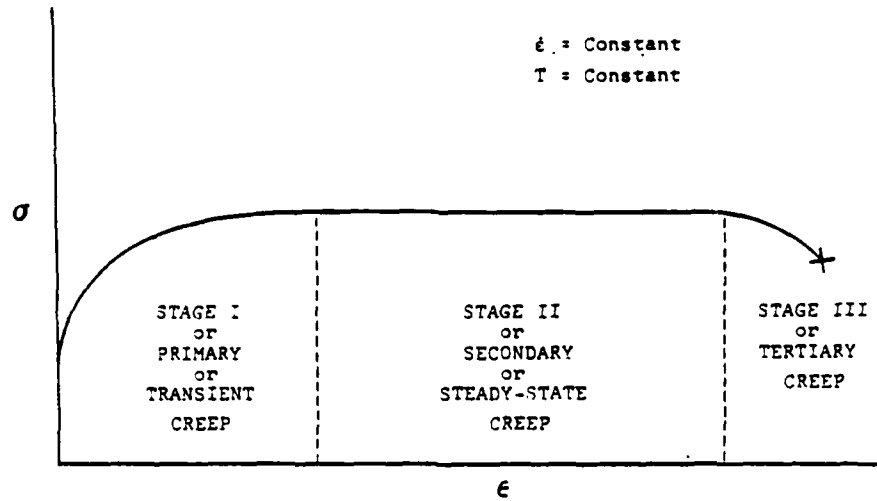 ε̇ = Constant
T = Constant
σ
STAGE I
or
PRIMARY
or
TRANSIENT
CREEP
STAGE II
or
SECONDARY
or
STEADY-STATE
CREEP
STAGE III
or
TERTIARY
CREEP
ϵ